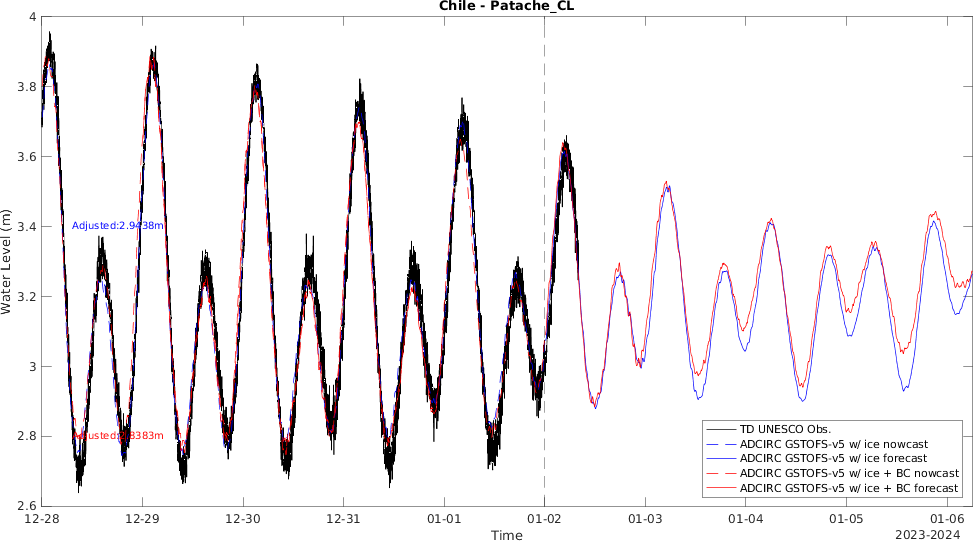 Chile - Patache_CL
4
3.8
3.6
3.4
3.2
3
2.8
2.6
Water Level (m)
Adjusted:2.9438m
TD UNESCO Obs.
ADCIRC GSTOFS-v5 w/ ice nowcast
ADCIRC GSTOFS-v5 w/ ice forecast
ADCIRC GSTOFS-v5 w/ ice + BC nowcast
ADCIRC GSTOFS-v5 w/ ice + BC forecast
12-28 12-29 12-30 12-31 01-01 01-02 01-03 01-04 01-05 01-06
Time
2023-2024